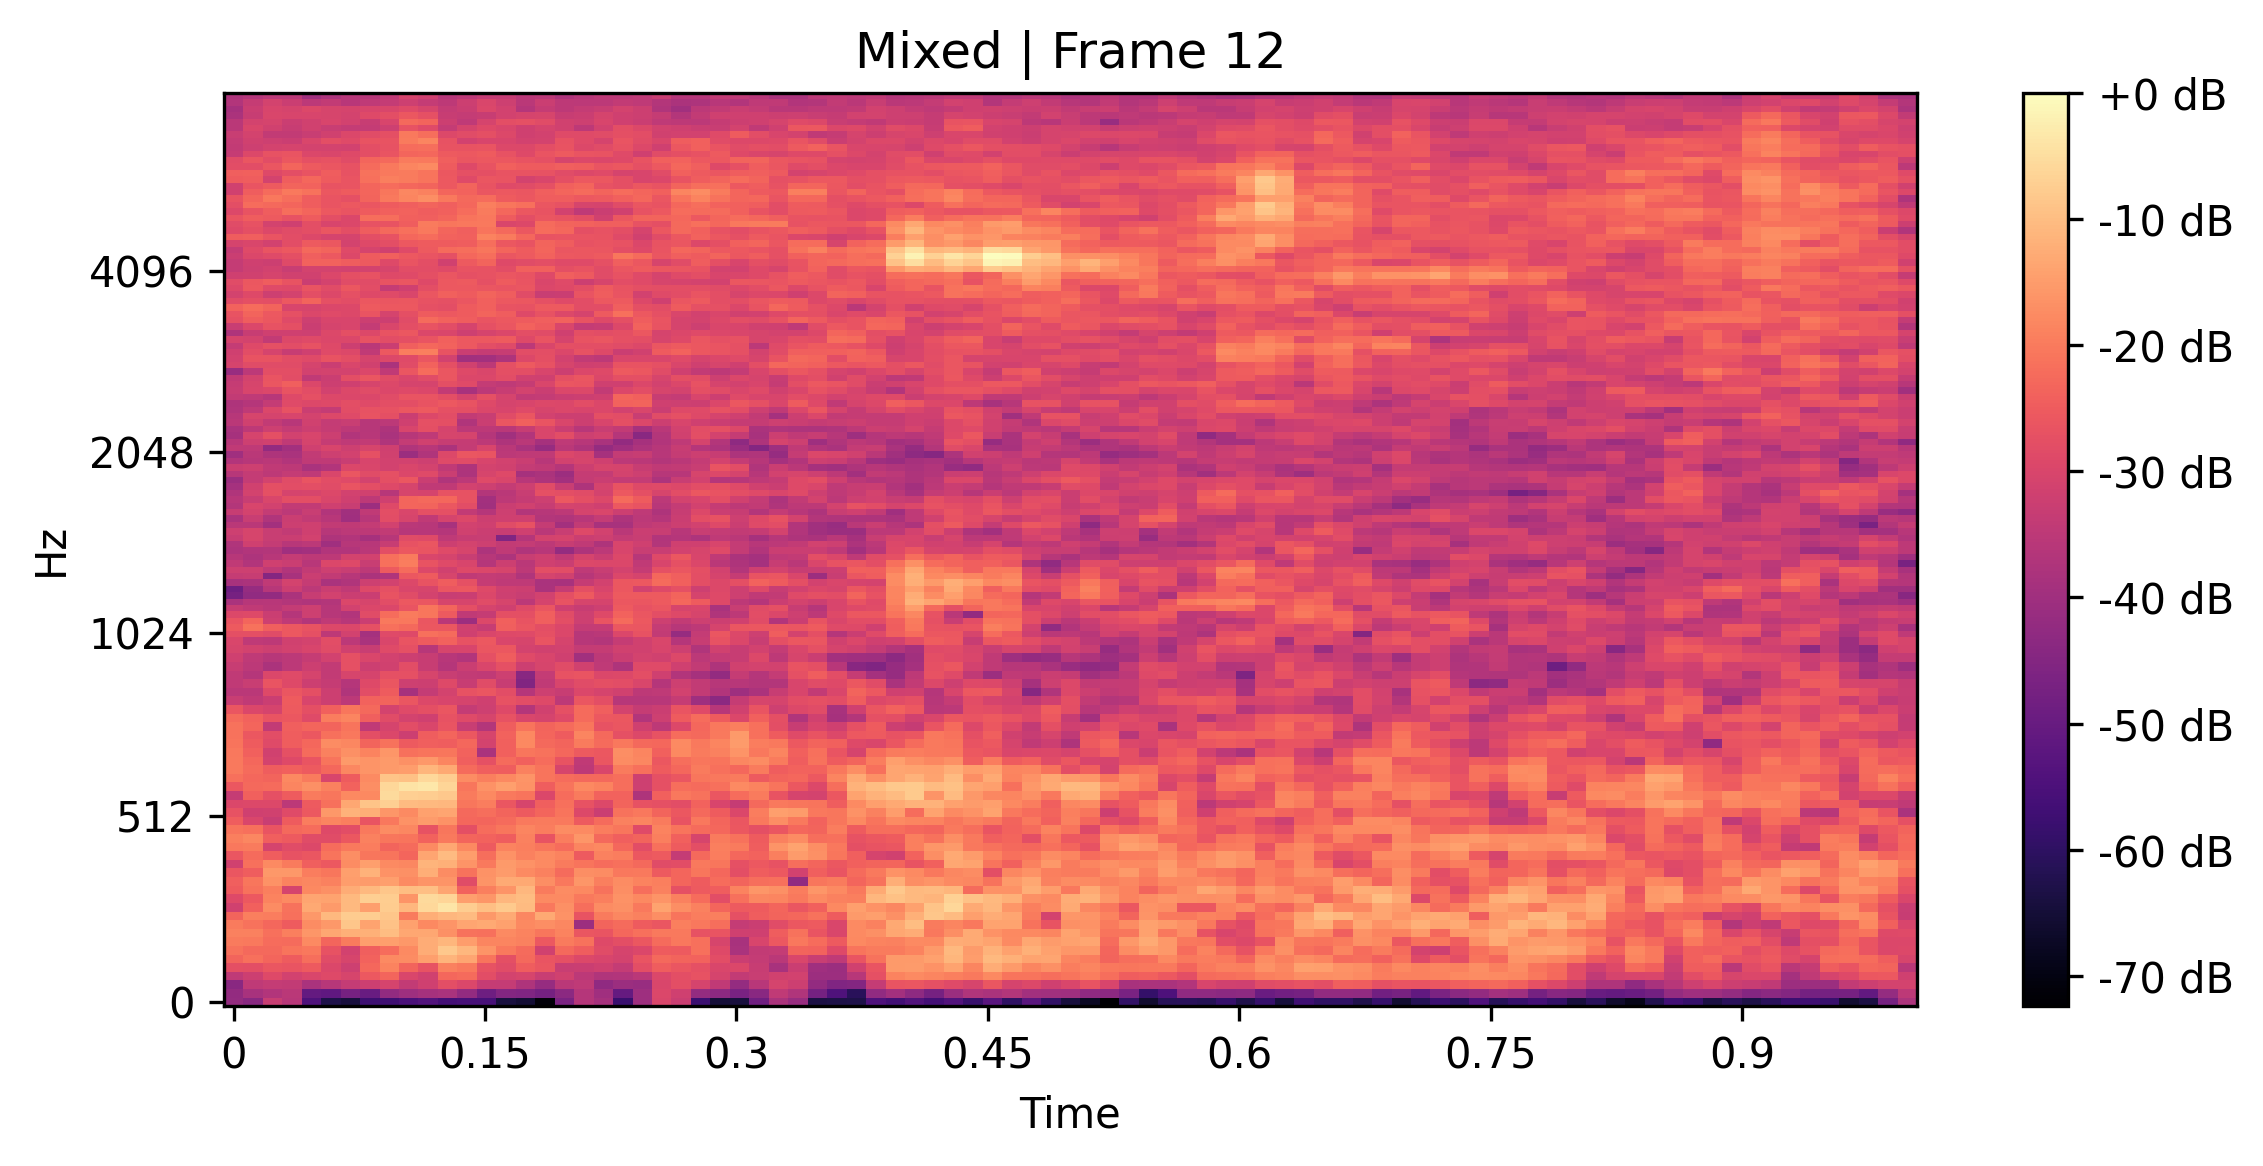 Mixed | Frame 12
+0 dB
-10 dB
-20 dB
-30 dB
-40 dB
-50 dB
-60 dB
-70 dB
4096
2048
1024
512
0
Hz
0 0.15 0.3 0.45 0.6 0.75 0.9
Time